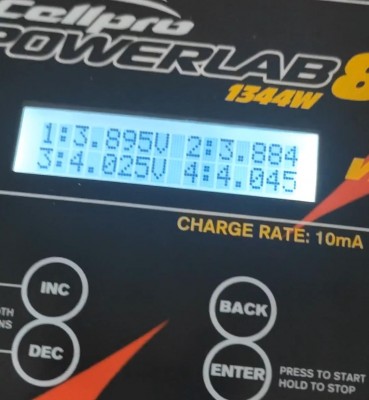 Cellpro
POWERLAB 8
1344W
1:3.895V 2:3.884
3:4.025V 4:4.045
CHARGE RATE: 10mA
INC
DEC
BACK
ENTER
PRESS TO START
HOLD TO STOP